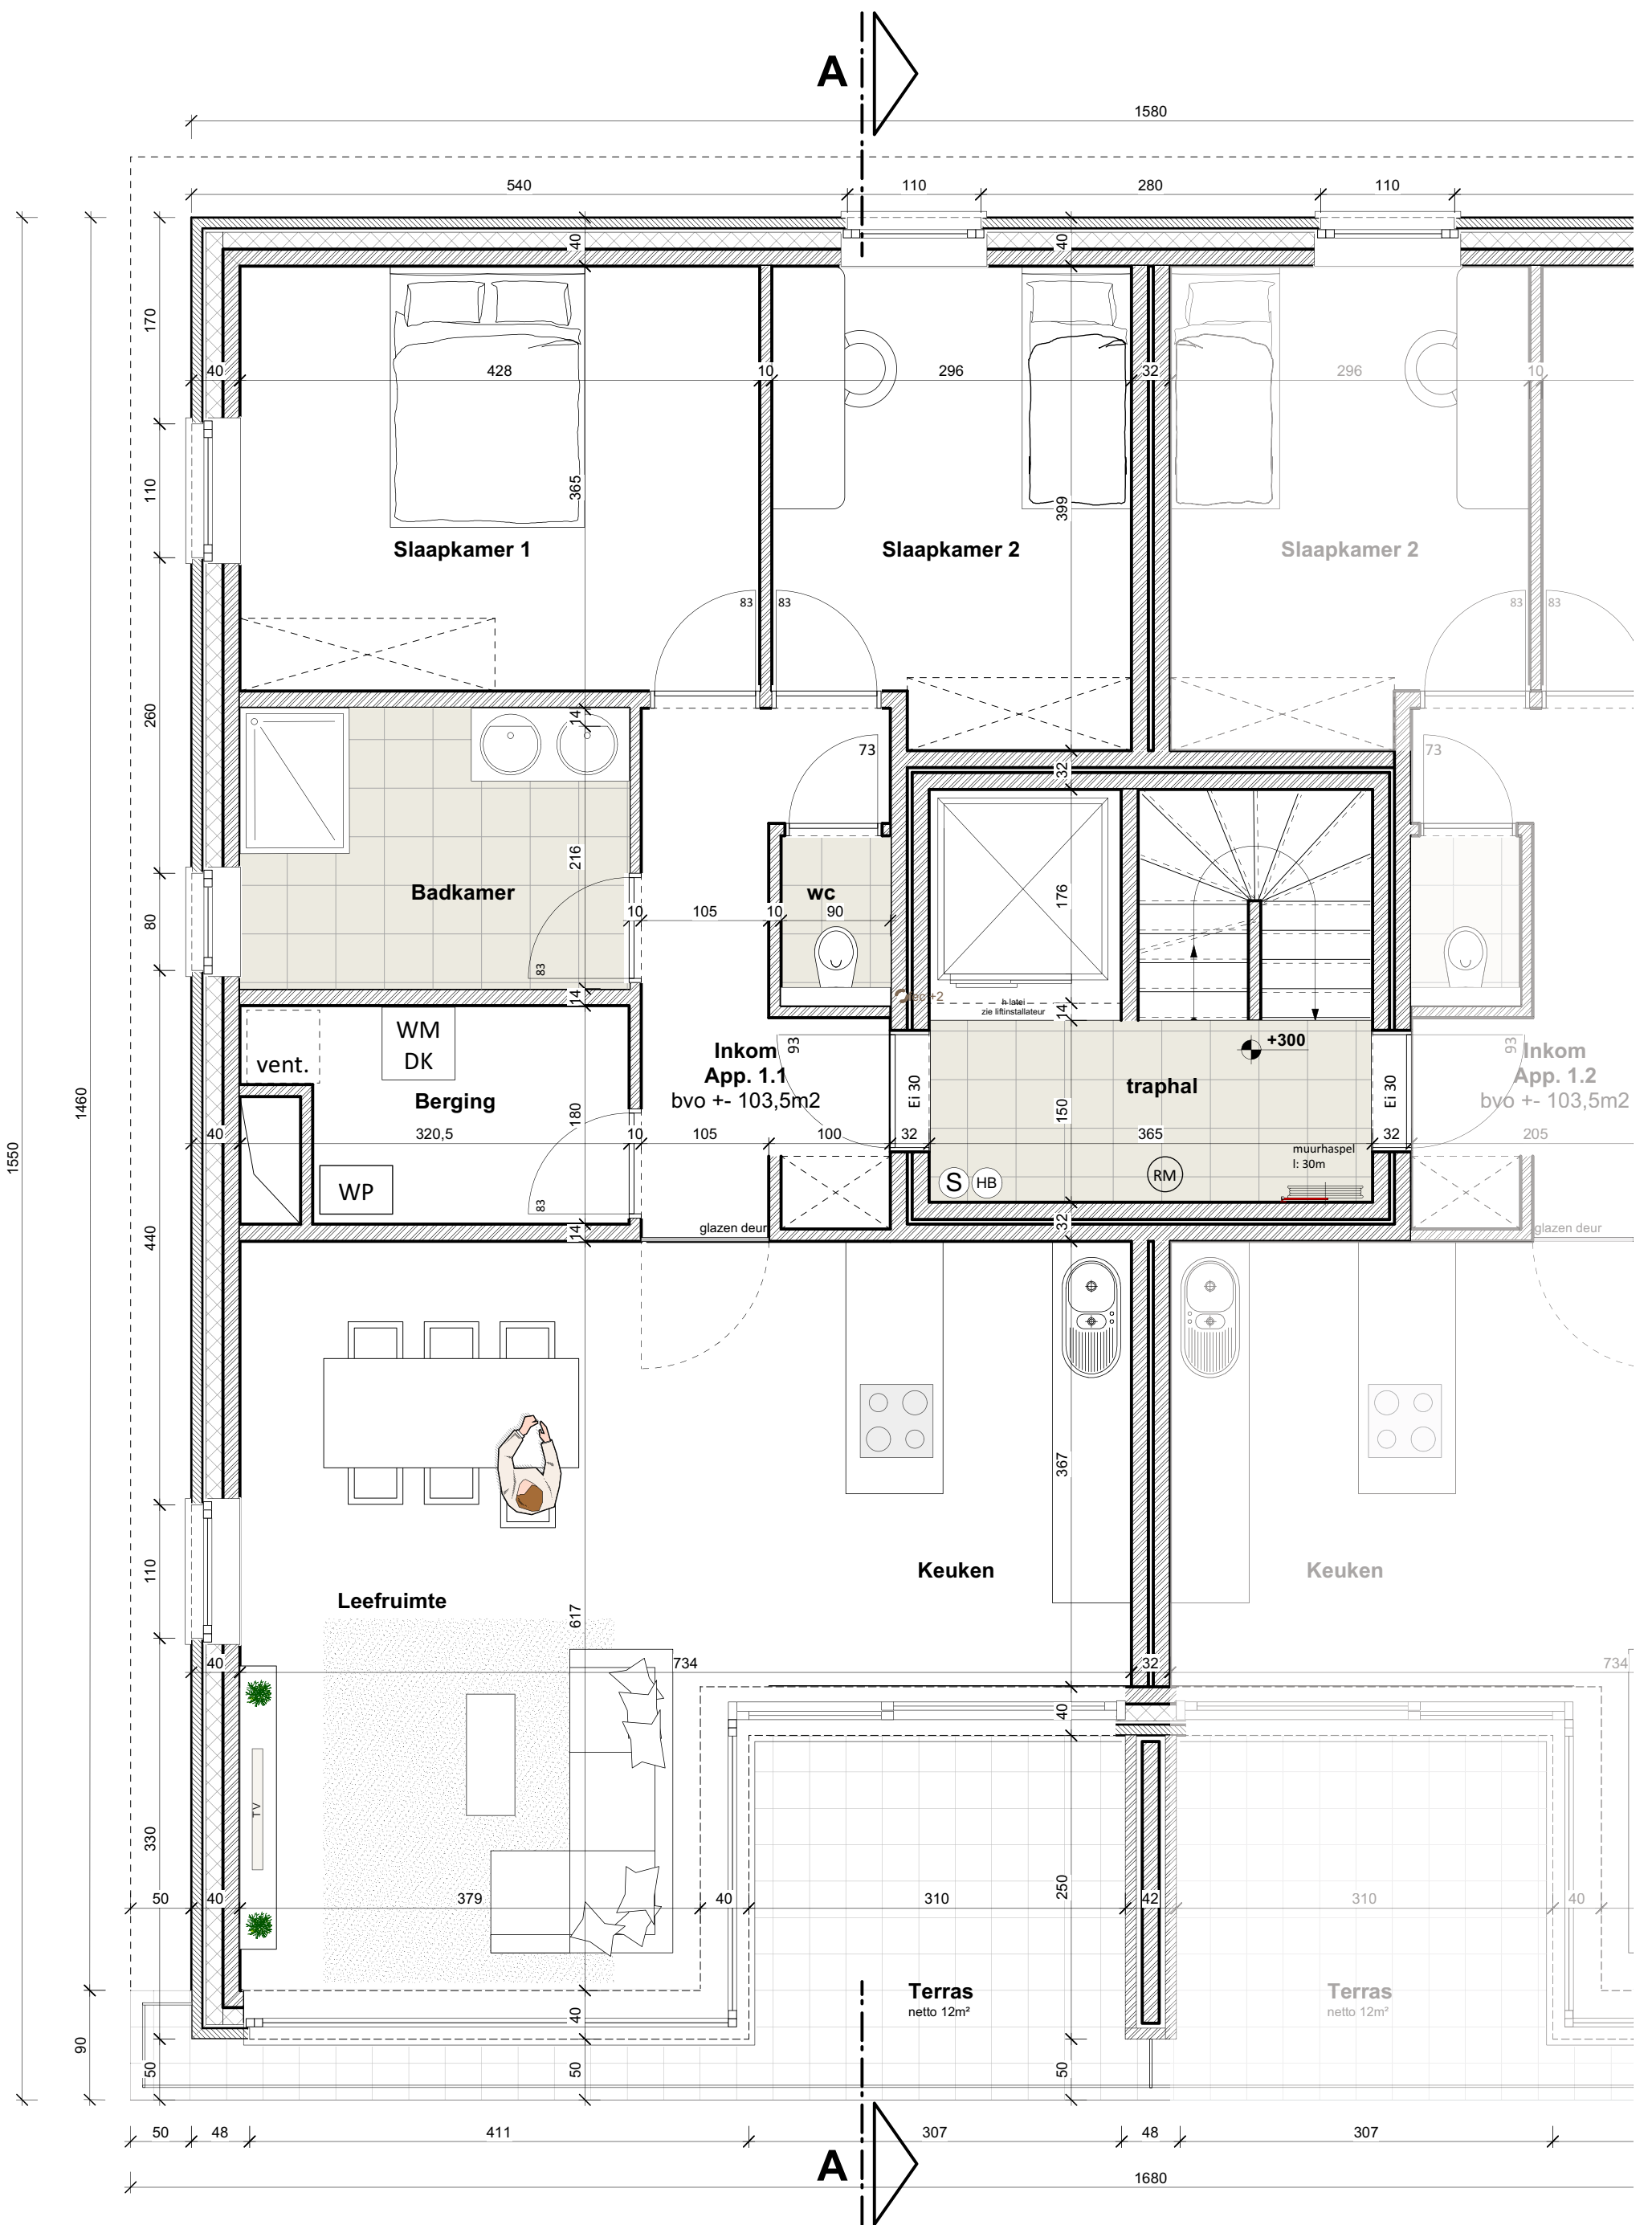 A
1580
540 110 280 110
40 40
170
40 428 10 296 32 296 10
110
365 399
Slaapkamer 1 Slaapkamer 2 Slaapkamer 2
83 83 83 83
260
14
73 73
32
216
176
Badkamer wc
80
10 105 10 90
83
14
h latei
zie liftinstallateur
14
WM
DK
vent.
93 93
+300
Inkom
App. 1.1
bvo +- 103,5m2
Inkom
App. 1.2
bvo +- 103,5m2
Ei 30 Ei 30
traphal
Berging
180 150
1460
1550
40 320,5 10 105 100 32 365 32 205
muurhaspel
l: 30m
WP
S HB RM
83
14 32
glazen deur glazen deur
440
367
110
Keuken Keuken
Leefruimte
617
40 734 32 734
40
TV
330
250
50 40 379 40 310 42 310 40
Terras
netto 12m²
Terras
netto 12m²
40
90
50 50 50
50 48 411 307 48 307
A
1680